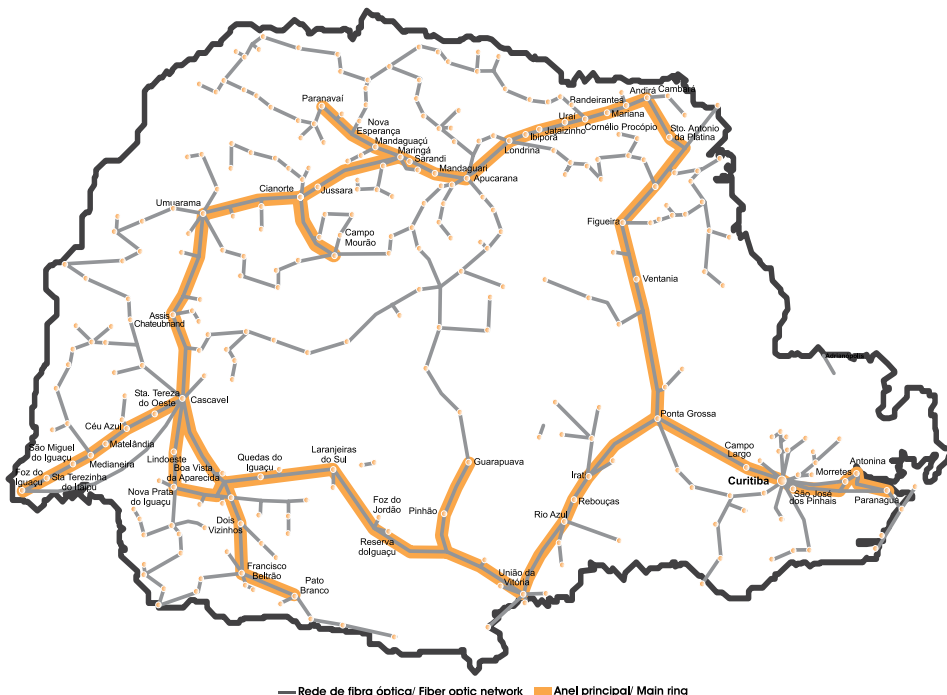 Paranavaí
Nova
Esperança
Mandaguaçú
Maringá
Sarandi
Mandaguari
Apucarana
Londrina
Ibiporã
Jataizinho
Uraí
Cornélio Procópio
Randeirantes
Mariana
Andirá
Cambará
Sto. Antonio
da Platina
Cianorte
Jussara
Umuarama
Campo
Mourão
Figueira
Ventania
Assis
Chateubriand
Adrianópolis
Sta. Tereza
do Oeste
Cascavel
Céu Azul
Matelândia
São Miguel
do Iguaçu
Medianeira
Foz do
Iguaçu
Sta Terezinha
do Itaipu
Lindoeste
Boa Vista
da Aparecida
Nova Prata
do Iguaçu
Quedas do
Iguaçu
Laranjeiras
do Sul
Guarapuava
Ponta Grossa
Campo
Largo
Curitiba
Antonina
Morretes
São José
dos Pinhais
Paranaguá
Irati
Rebouças
Rio Azul
Foz do
Jordão
Pinhão
Reserva
doIguaçu
Dois
Vizinhos
Francisco
Beltrão
Pato
Branco
União da
Vitória
Rede de fibra óptica/ Fiber optic network
Anel principal/ Main ring